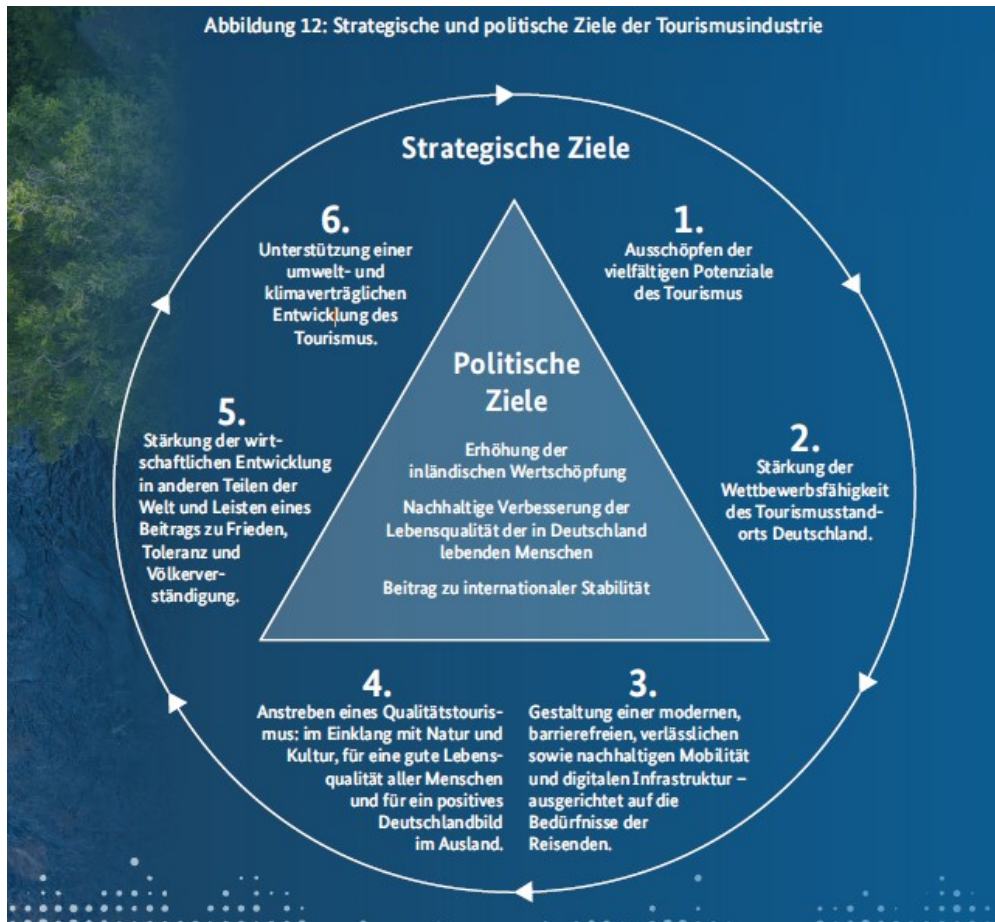 Abbildung 12: Strategische und politische Ziele der Tourismusindustrie
Strategische Ziele
1.
Ausschöpfen der
vielfältigen Potenziale
des Tourismus
2.
Stärkung der
Wettbewerbsfähigkeit
des Tourismusstand-
orts Deutschland.
3.
Gestaltung einer modernen,
barrierefreien, verlässlichen
sowie nachhaltigen Mobilität
und digitalen Infrastruktur –
ausgerichtet auf die
Bedürfnisse der
Reisenden.
4.
Anstreben eines Qualitätstouris-
mus: im Einklang mit Natur und
Kultur, für eine gute Lebens-
qualität aller Menschen
und für ein positives
Deutschlandbild
im Ausland.
5.
Stärkung der wirt-
schaftlichen Entwicklung
in anderen Teilen der
Welt und Leisten eines
Beitrags zu Frieden,
Toleranz und
Völkerver-
ständigung.
6.
Unterstützung einer
umwelt- und
klimaverträglichen
Entwicklung des
Tourismus.
Politische
Ziele
Erhöhung der
inländischen Wertschöpfung
Nachhaltige Verbesserung der
Lebensqualität der in Deutschland
lebenden Menschen
Beitrag zu internationaler Stabilität